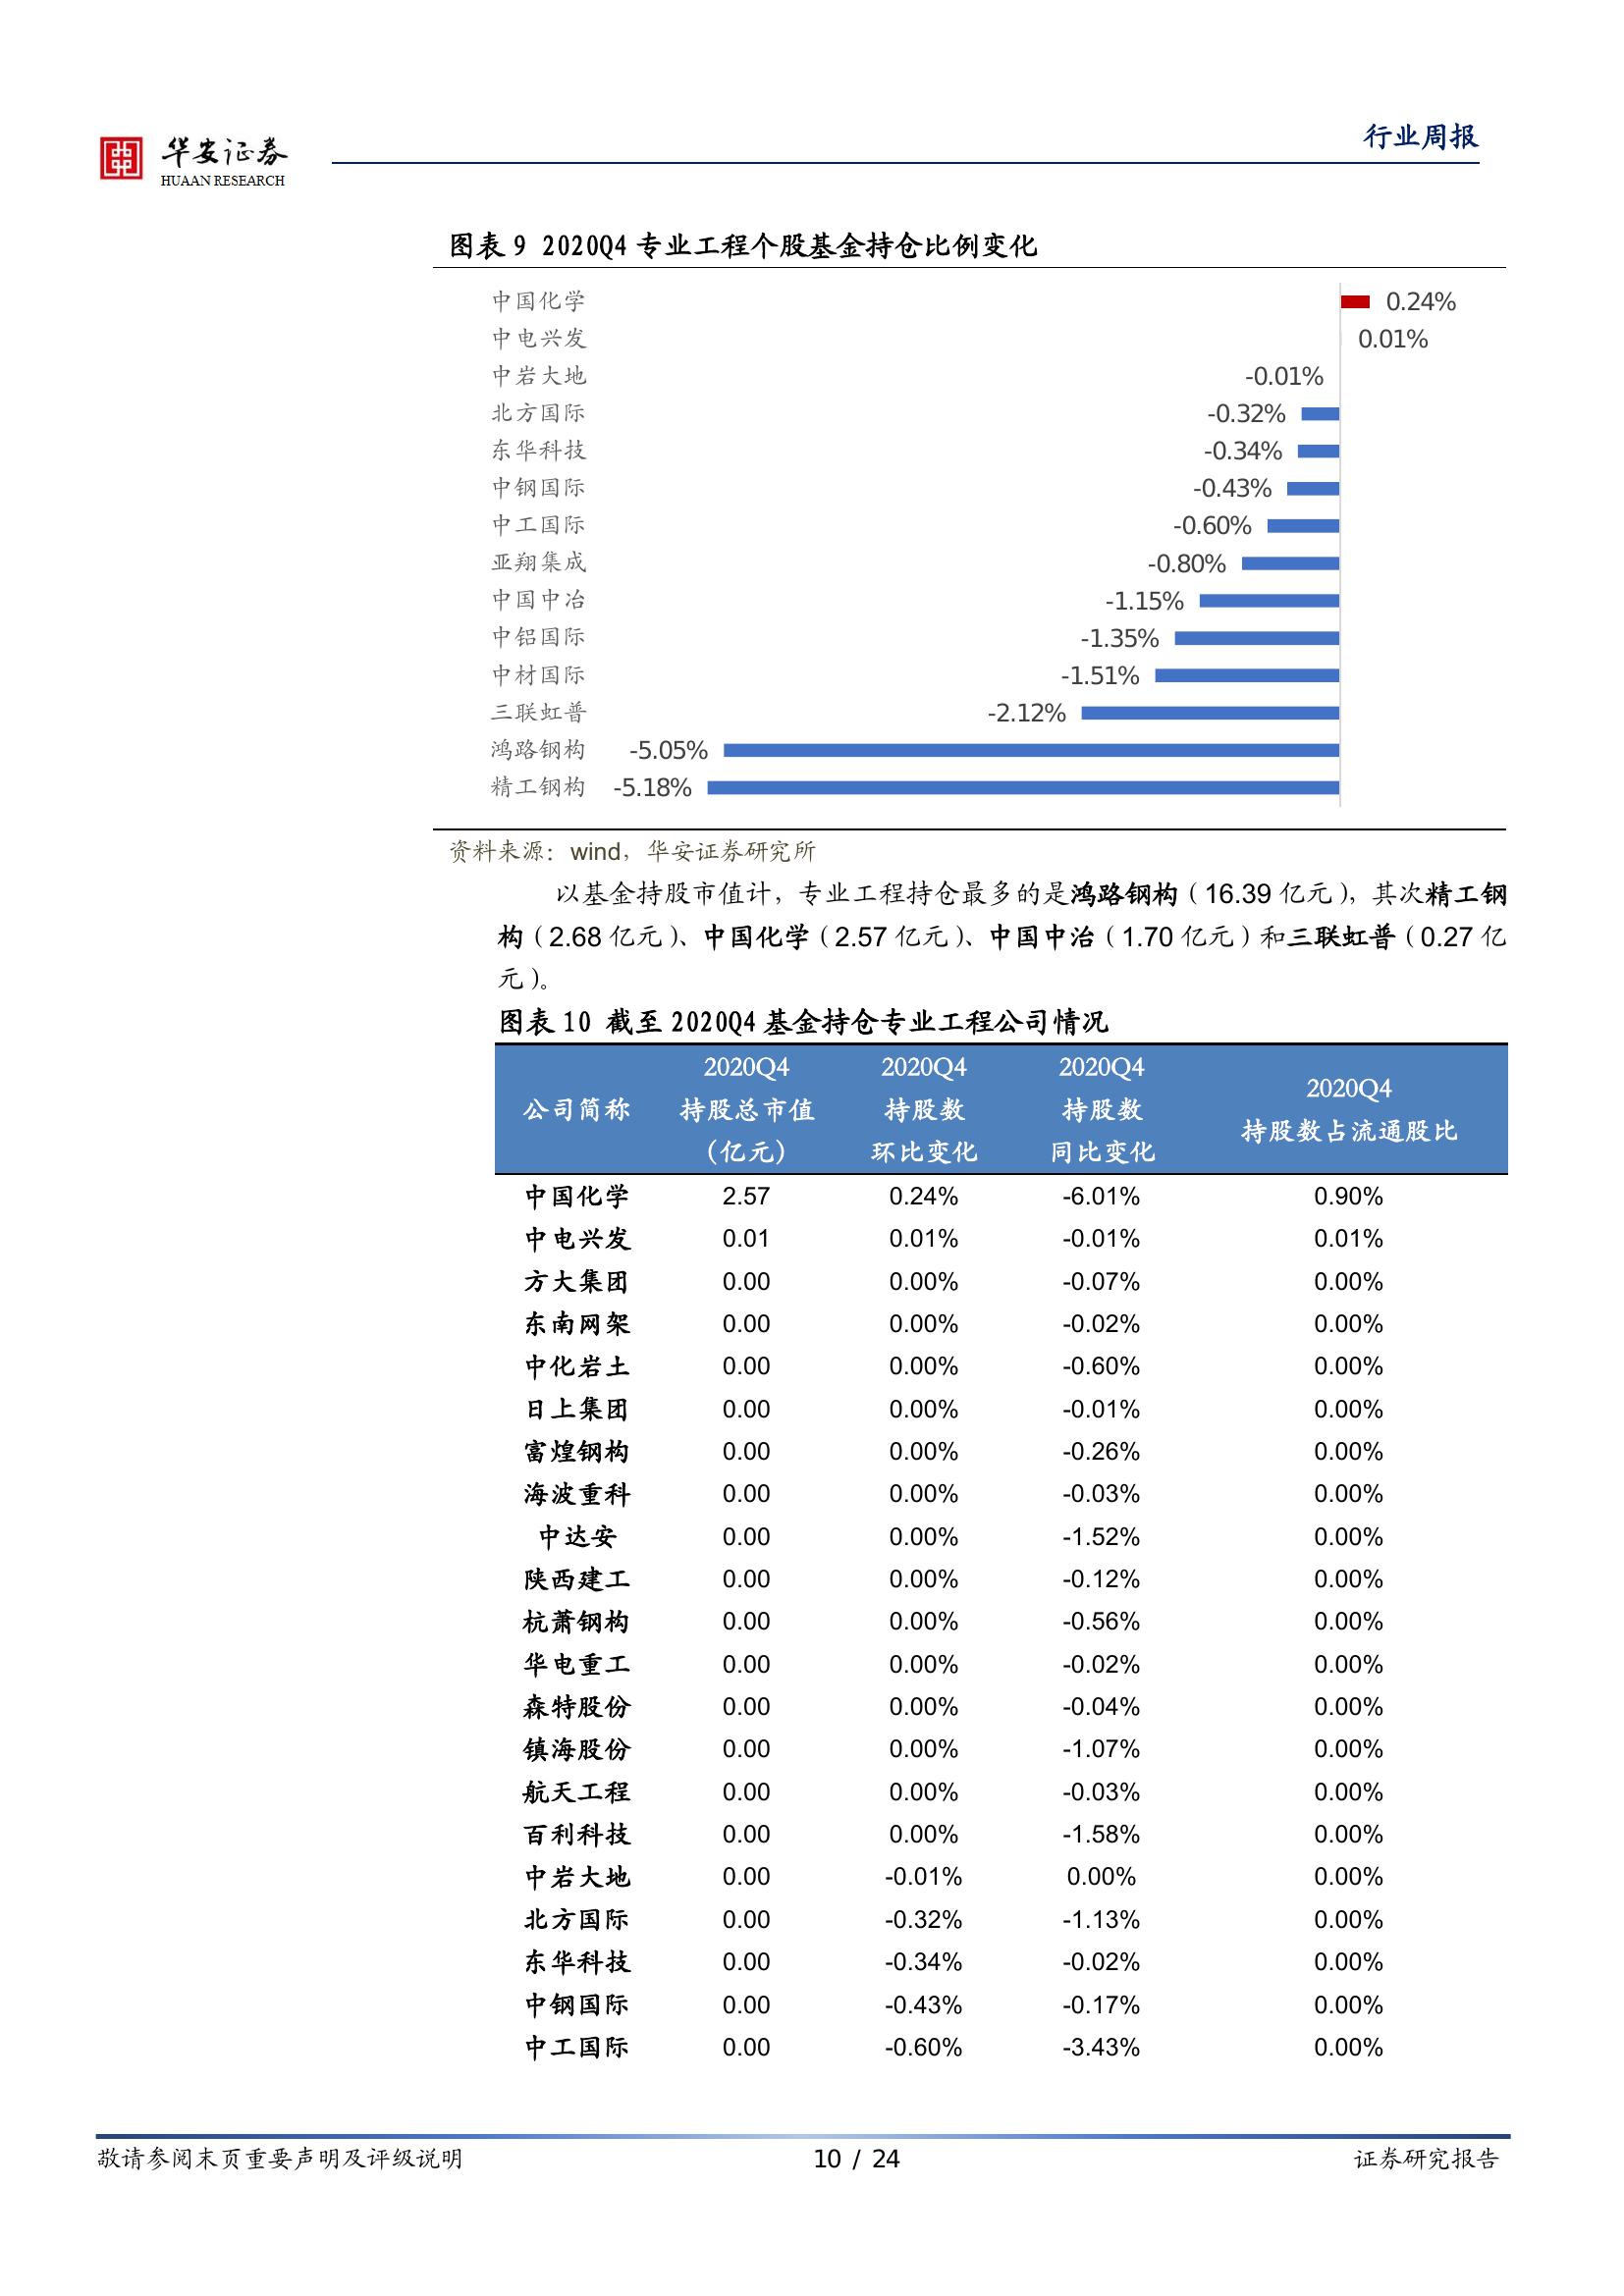 华安证券
HUAAN RESEARCH
行业周报
图表 9 2020Q4 专业工程个股基金持仓比例变化
中国化学 0.24%
中电兴发 0.01%
中岩大地 -0.01%
北方国际 -0.32%
东华科技 -0.34%
中钢国际 -0.43%
中工国际 -0.60%
亚翔集成 -0.80%
中国中冶 -1.15%
中铝国际 -1.35%
中材国际 -1.51%
三联虹普 -2.12%
鸿路钢构 -5.05%
精工钢构 -5.18%
资料来源：wind，华安证券研究所
以基金持股市值计，专业工程持仓最多的是鸿路钢构（16.39 亿元），其次精工钢
构（2.68 亿元）、中国化学（2.57 亿元）、中国中冶（1.70 亿元）和三联虹普（0.27 亿
元）。
图表 10 截至 2020Q4 基金持仓专业工程公司情况
公司简称 2020Q4 持股总市值 （亿元） 2020Q4 持股数 环比变化 2020Q4 持股数 同比变化 2020Q4 持股数占流通股比
中国化学 2.57 0.24% -6.01% 0.90%
中电兴发 0.01 0.01% -0.01% 0.01%
方大集团 0.00 0.00% -0.07% 0.00%
东南网架 0.00 0.00% -0.02% 0.00%
中化岩土 0.00 0.00% -0.60% 0.00%
日上集团 0.00 0.00% -0.01% 0.00%
富煌钢构 0.00 0.00% -0.26% 0.00%
海波重科 0.00 0.00% -0.03% 0.00%
中达安 0.00 0.00% -1.52% 0.00%
陕西建工 0.00 0.00% -0.12% 0.00%
杭萧钢构 0.00 0.00% -0.56% 0.00%
华电重工 0.00 0.00% -0.02% 0.00%
森特股份 0.00 0.00% -0.04% 0.00%
镇海股份 0.00 0.00% -1.07% 0.00%
航天工程 0.00 0.00% -0.03% 0.00%
百利科技 0.00 0.00% -1.58% 0.00%
中岩大地 0.00 -0.01% 0.00% 0.00%
北方国际 0.00 -0.32% -1.13% 0.00%
东华科技 0.00 -0.34% -0.02% 0.00%
中钢国际 0.00 -0.43% -0.17% 0.00%
中工国际 0.00 -0.60% -3.43% 0.00%
敬请参阅末页重要声明及评级说明 10 / 24 证券研究报告